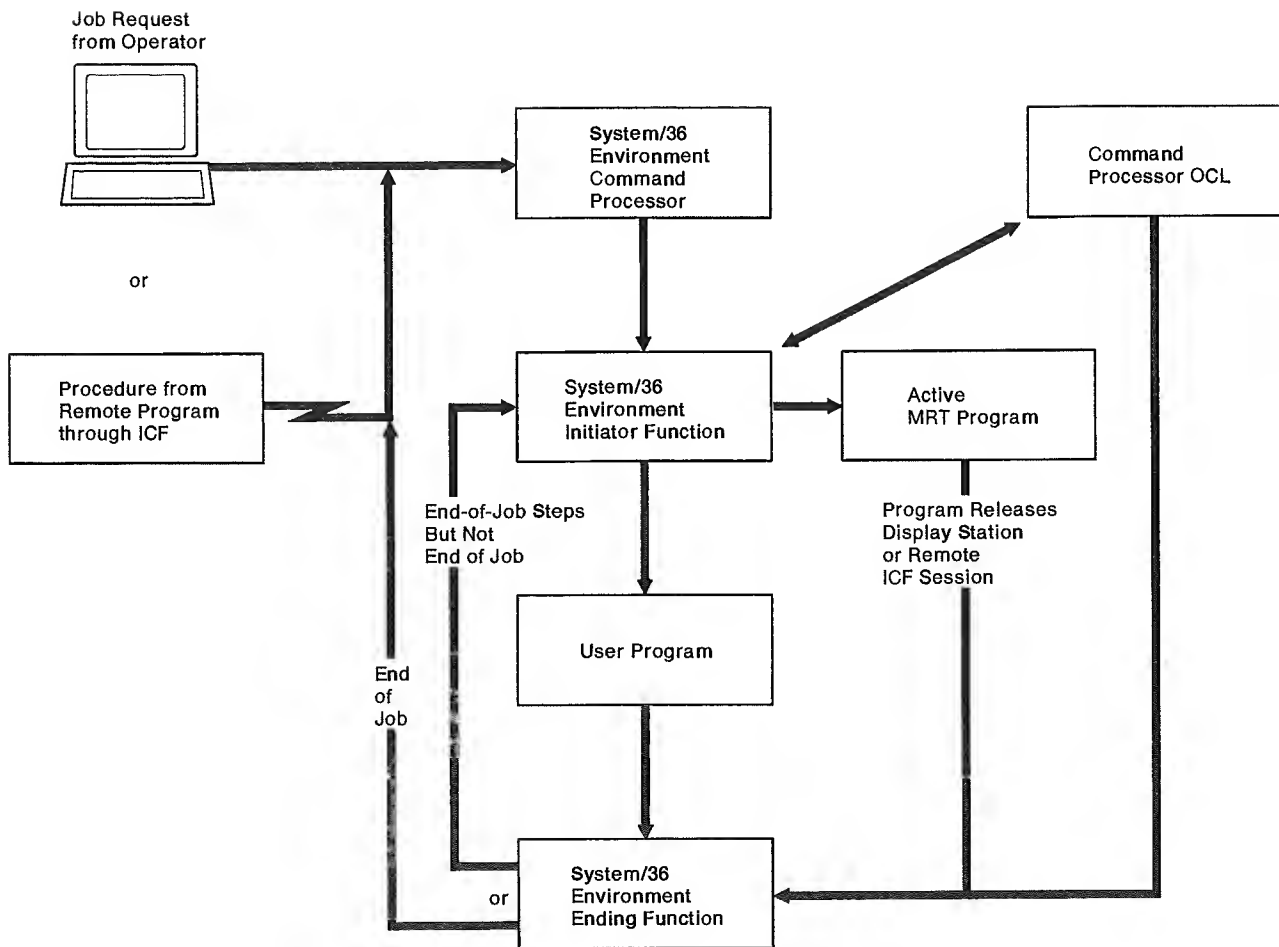 Job Request
from Operator
System/36
Environment
Command
Processor
Command
Processor OCL
or
Procedure from
Remote Program
through ICF
System/36
Environment
Initiator Function
Active
MRT Program
End-of-Job Steps
But Not
End of Job
Program Releases
Display Station
or Remote
ICF Session
User Program
End
of
Job
or
System/36
Environment
Ending Function